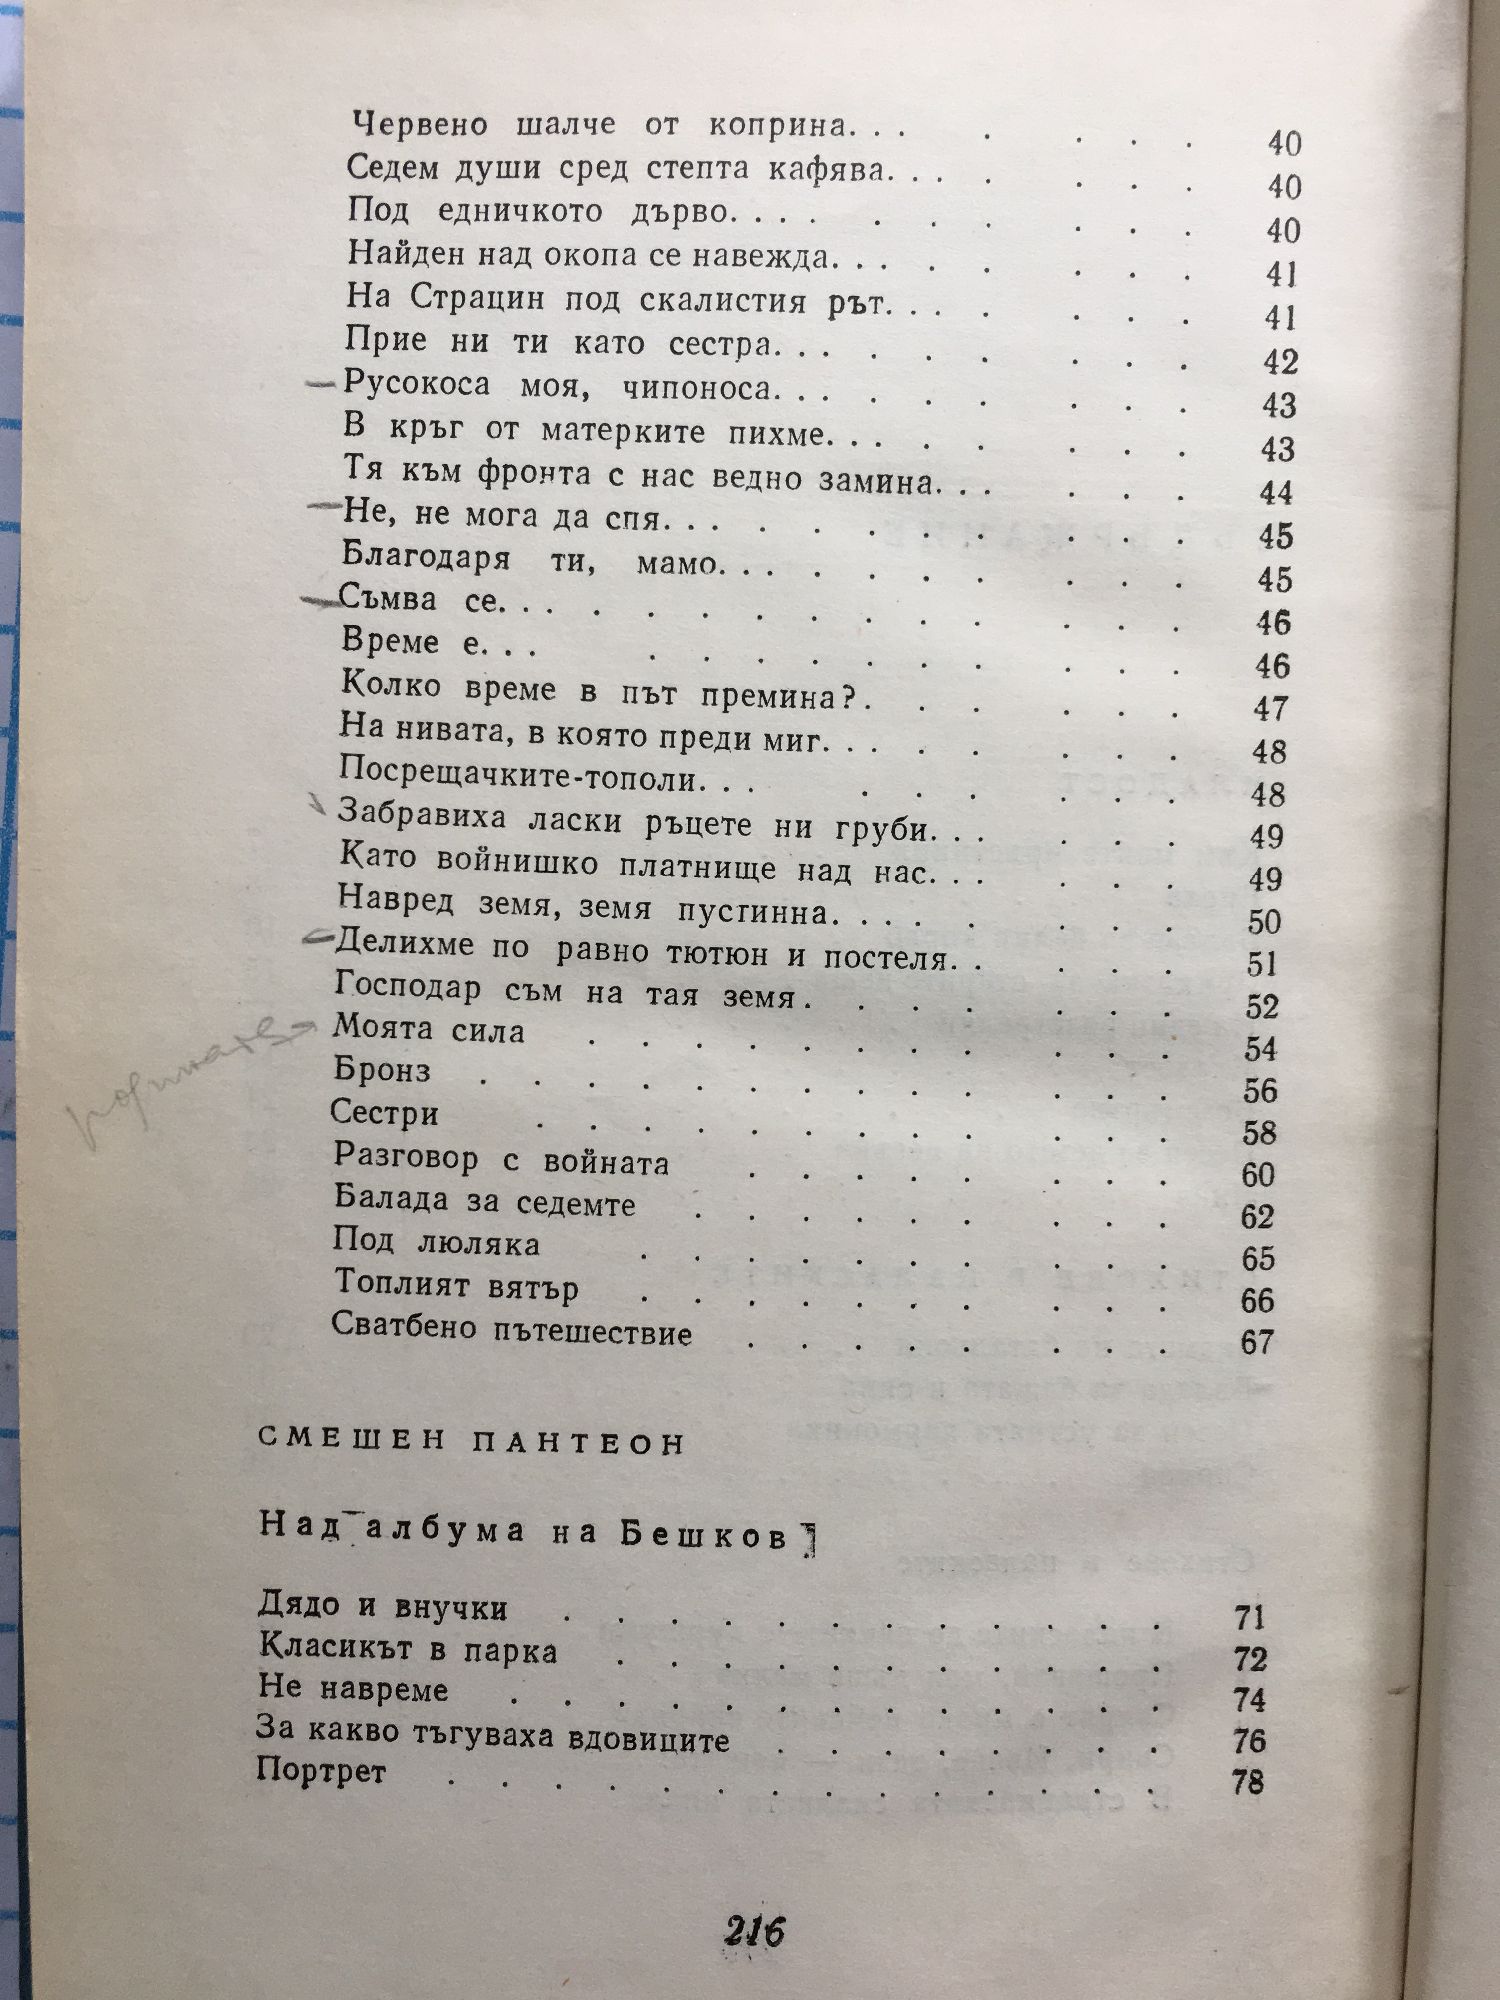 Червено шалче от коприна. . . . . . . 40
Седем души сред степта кафява. . . . . . . 40
Под едничкото дърво. . . . . . . . . . 40
Найден над окопа се навежда. . . . . . . . 41
На Страцин под скалистия рът. . . . . . . 41
Прие ни ти като сестра. . . . . . . . . 42
Русокоса моя, чипоноса. . . . . . . . . 43
В кръг от матерките пихме. . . . . . . . 43
Тя към фронта с нас ведно замина. . . . . . 44
Не, не мога да спя. . . . . . . . . . . 45
Благодаря ти, мамо. . . . . . . . . . 45
Съмва се. . . . . . . . . . . . . . 46
Време е. . . . . . . . . . . . . 46
Колко време в път премина? . . . . . . 47
На нивата, в която преди миг. . . . . . . . 48
Посрещачките-тополи. . . . . . . . . 48
Забравиха ласки ръцете ни груби. . . . . . 49
Като войнишко платнище над нас. . . . . . 49
Навред земя, земя пустинна. . . . . . . . 50
Делихме по равно тютюн и постеля. . . . . 51
Господар съм на тая земя . . . . . . . 52
Моята сила . . . . . . . . . . . 54
Бронз . . . . . . . . . . . . . 56
Сестри . . . . . . . . . . . . 58
Разговор с войната . . . . . . . . 60
Балада за седемте . . . . . . . . . 62
Под люляка . . . . . . . . . . 65
Топлият вятър . . . . . . . . . . 66
Сватбено пътешествие . . . . . . . . 67
СМЕШЕН ПАНТЕОН
Над албума на Бешков
Дядо и внучки . . . . . . . . . . . . 71
Класикът в парка . . . . . . . . . . . 72
Не навреме . . . . . . . . . . . . . 74
За какво тъгуваха вдовиците . . . . . . . . 76
Портрет . . . . . . . . . . . . . . 78
216